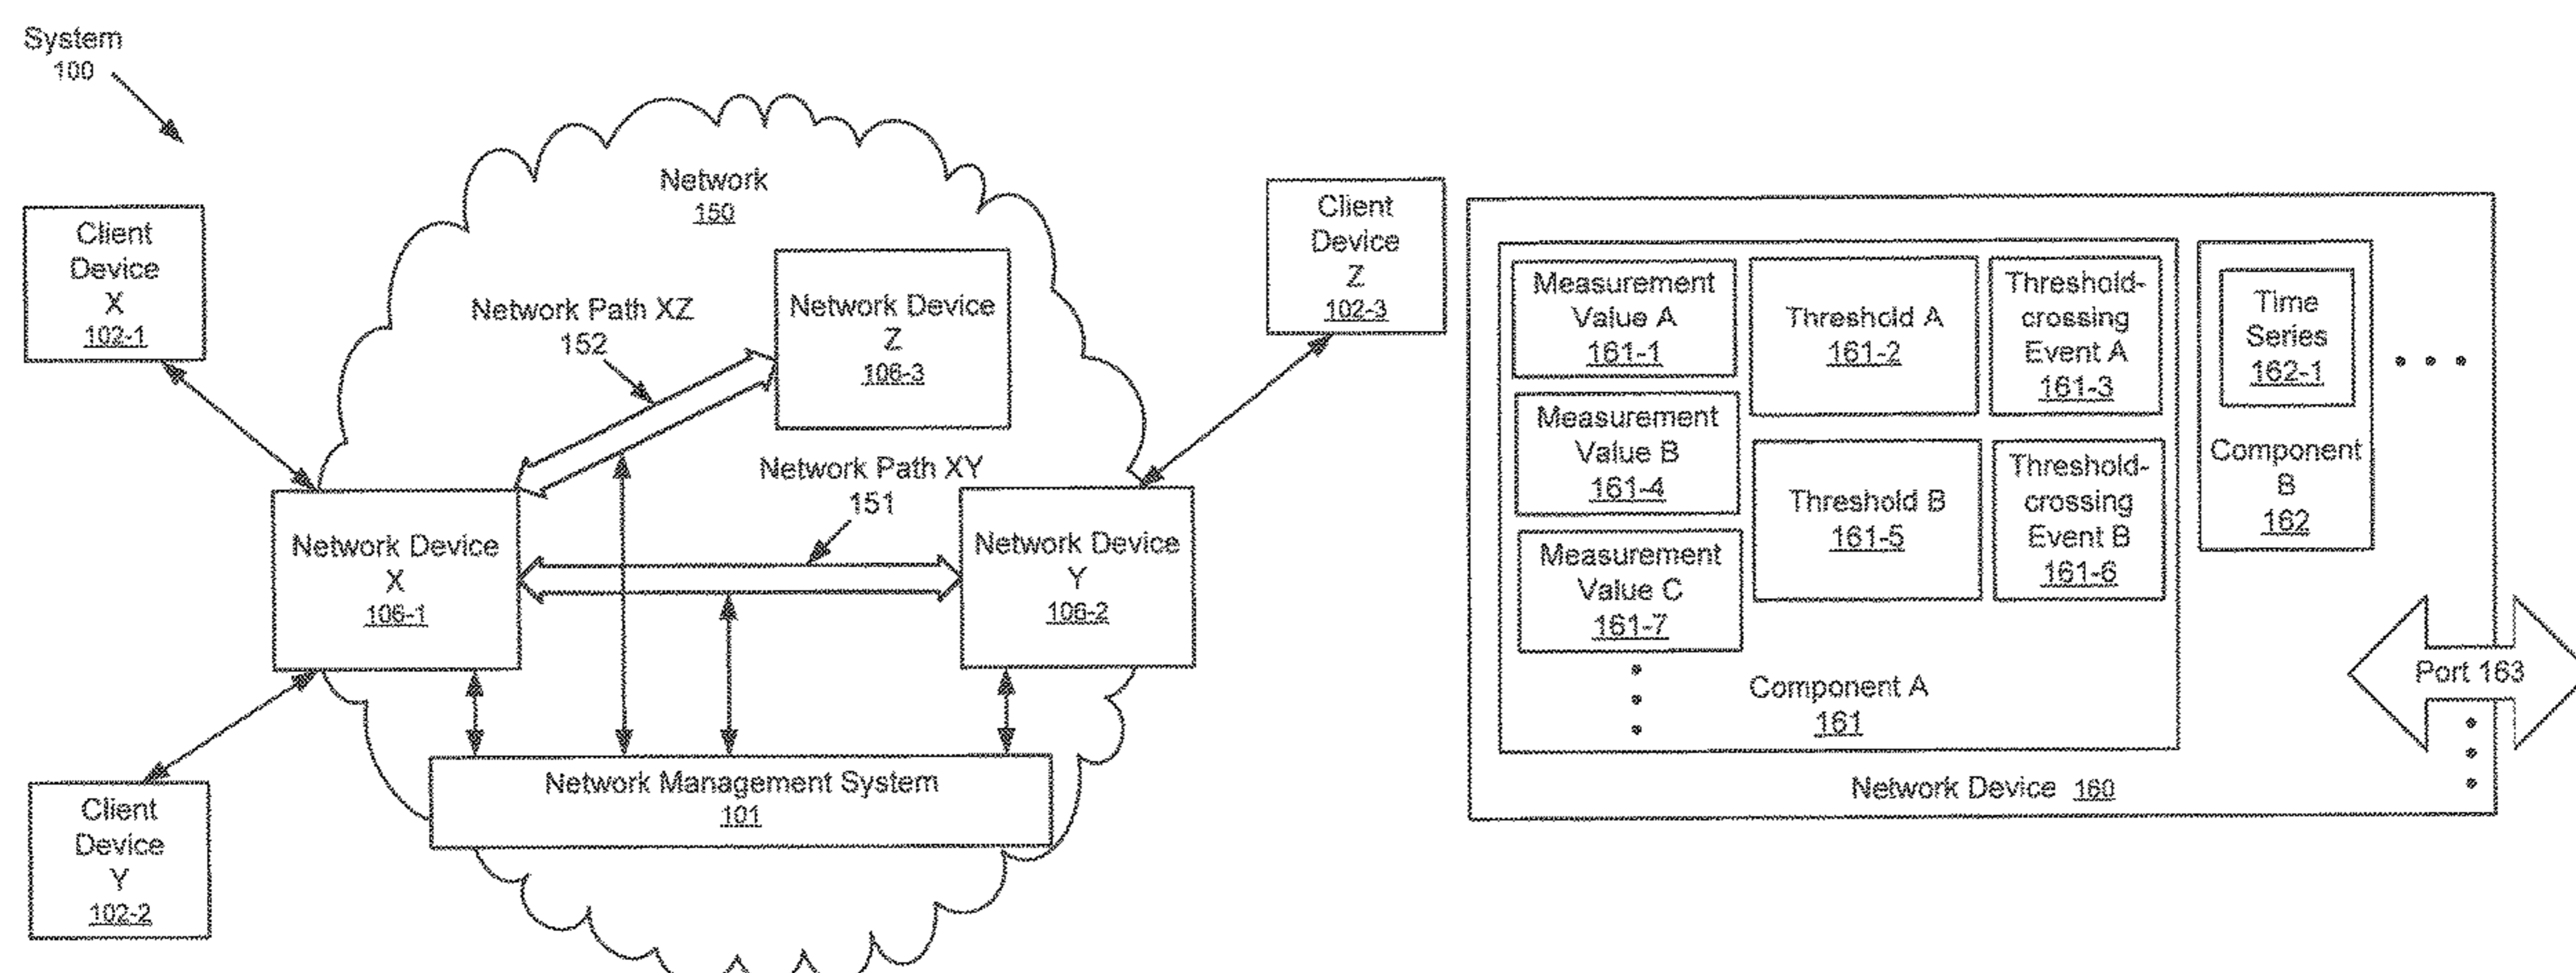 System
100
Network
150
Client
Device
X
102-1
Client
Device
Z
102-3
Network Device
Z
106-3
Network Path XZ
152
Network Path XY
151
Network Device
X
106-1
Network Device
Y
106-2
Network Management System
101
Client
Device
Y
102-2
Measurement
Value A
161-1
Threshold A
161-2
Threshold-
crossing
Event A
161-3
Time
Series
162-1
Component
B
162
Measurement
Value B
161-4
Threshold B
161-5
Threshold-
crossing
Event B
161-6
Measurement
Value C
161-7
Component A
161
Port 163
Network Device 160